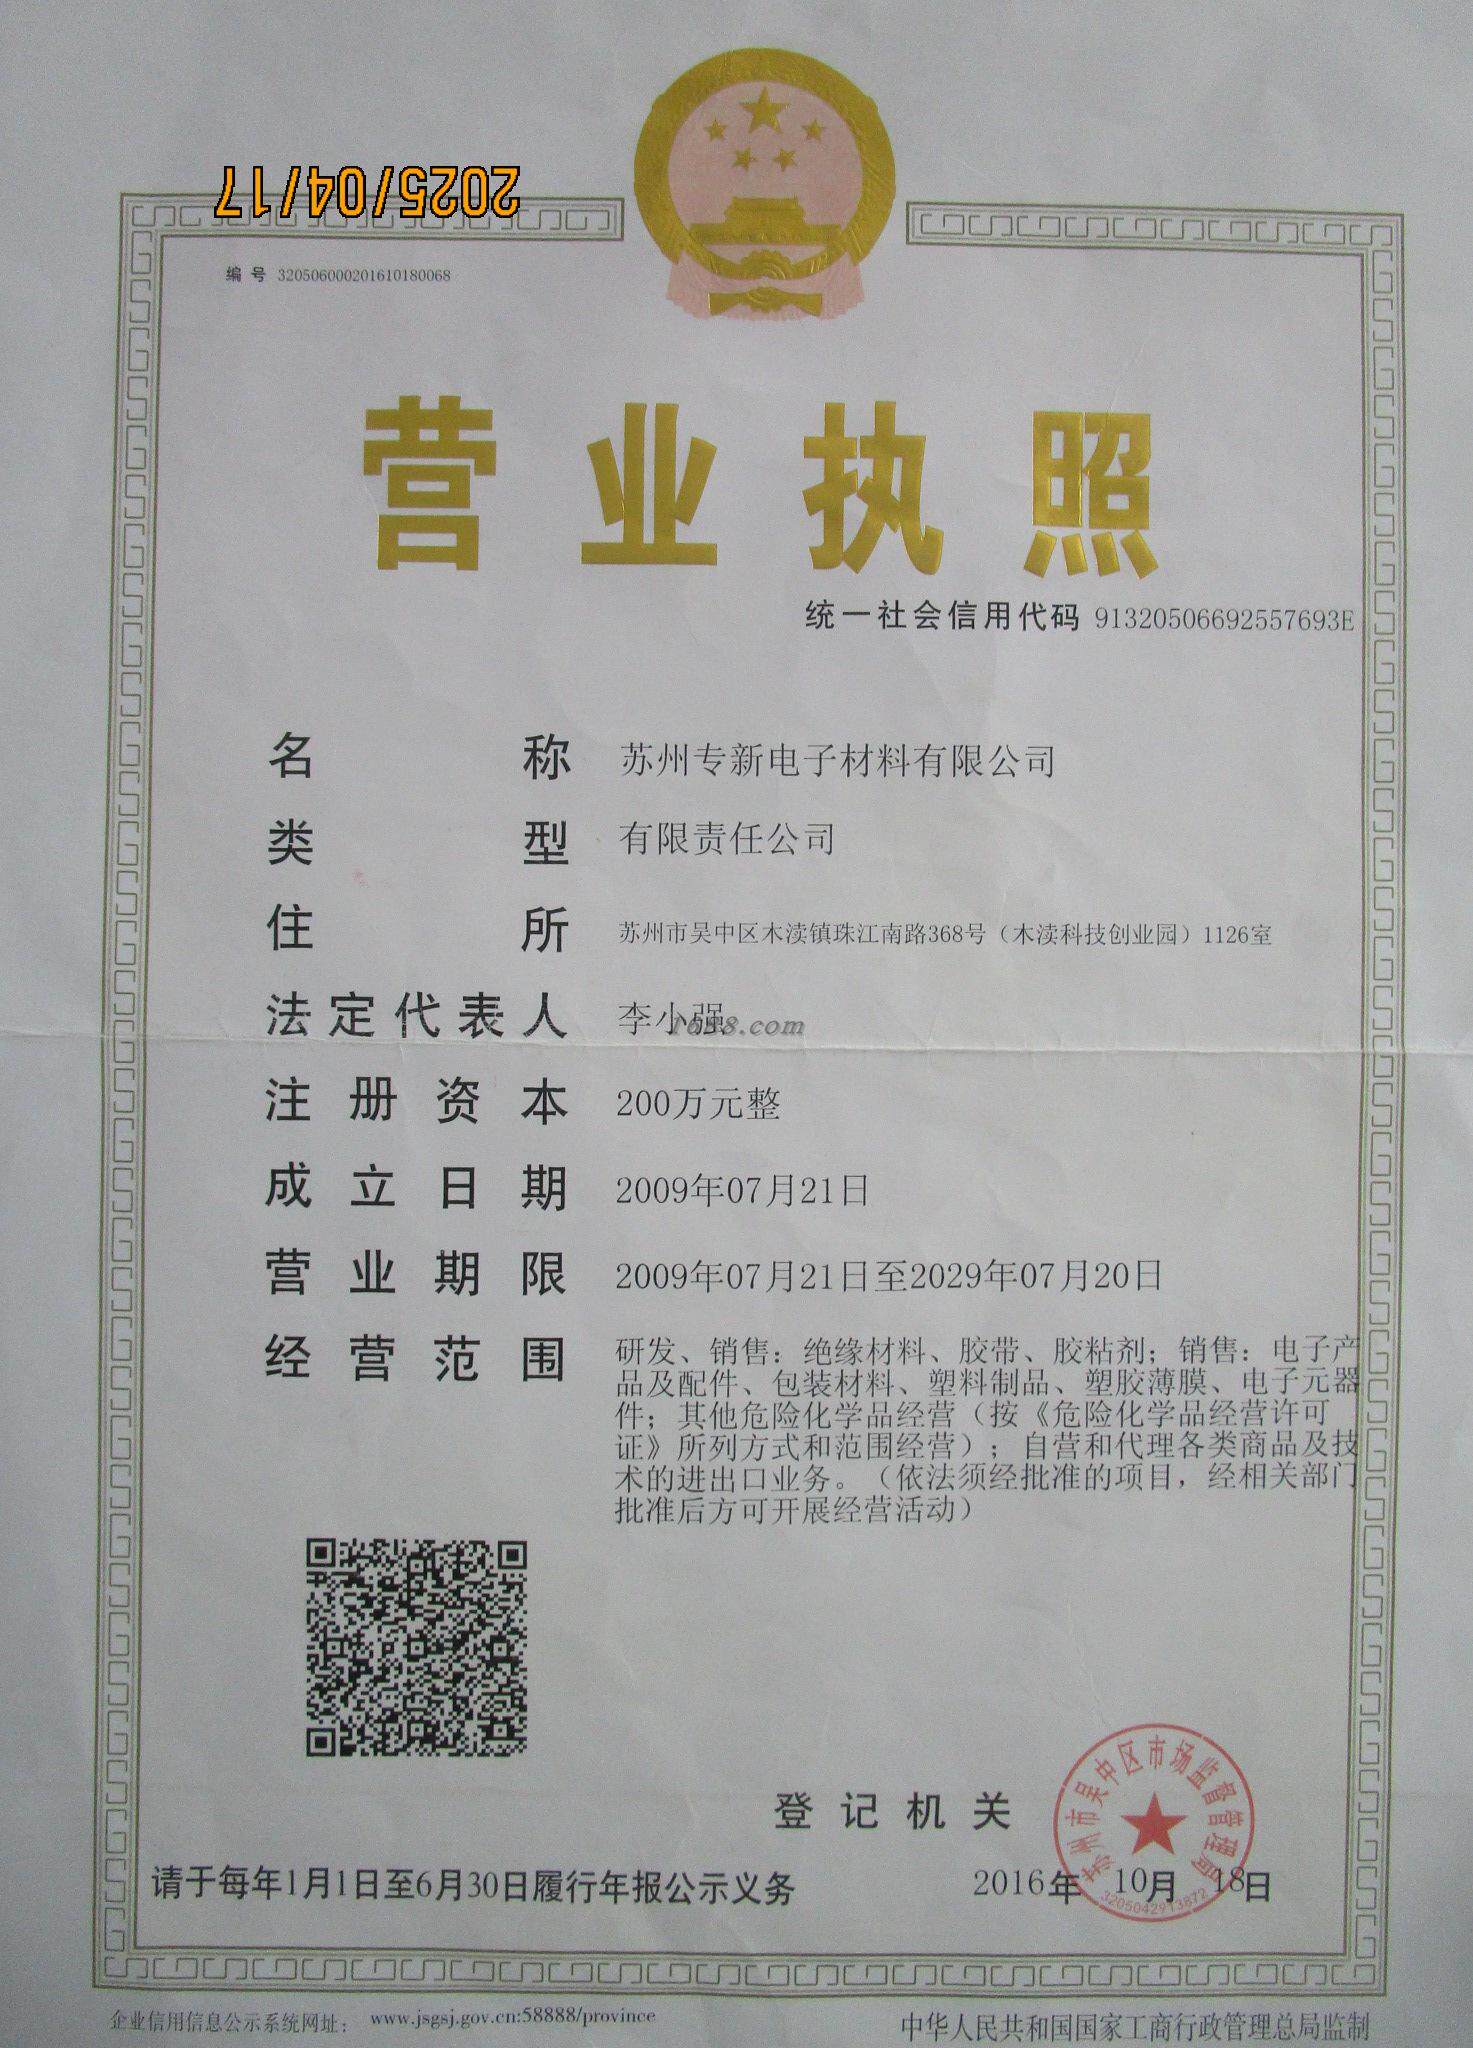 2025/04/17
编号 320506000201610180068
营业执照
统一社会信用代码 91320506692557693E
名称 苏州专新电子材料有限公司
类型 有限责任公司
住所 苏州市吴中区木渎镇珠江南路368号（木渎科技创业园）1126室
法定代表人 李小强
1688.com
注册资本 200万元整
成立日期 2009年07月21日
营业期限 2009年07月21日至2029年07月20日
经营范围 研发、销售：绝缘材料、胶带、胶粘剂；销售：电子产
品及配件、包装材料、塑料制品、塑胶薄膜、电子元器
件；其他危险化学品经营（按《危险化学品经营许可
证》所列方式和范围经营）；自营和代理各类商品及技
术的进出口业务。（依法须经批准的项目，经相关部门
批准后方可开展经营活动）
登记机关
苏州市吴中区市场监督管理局
3205042913872
请于每年1月1日至6月30日履行年报公示义务
2016年 10月 18日
企业信用信息公示系统网址： www.jsgsj.gov.cn:58888/province
中华人民共和国国家工商行政管理总局监制